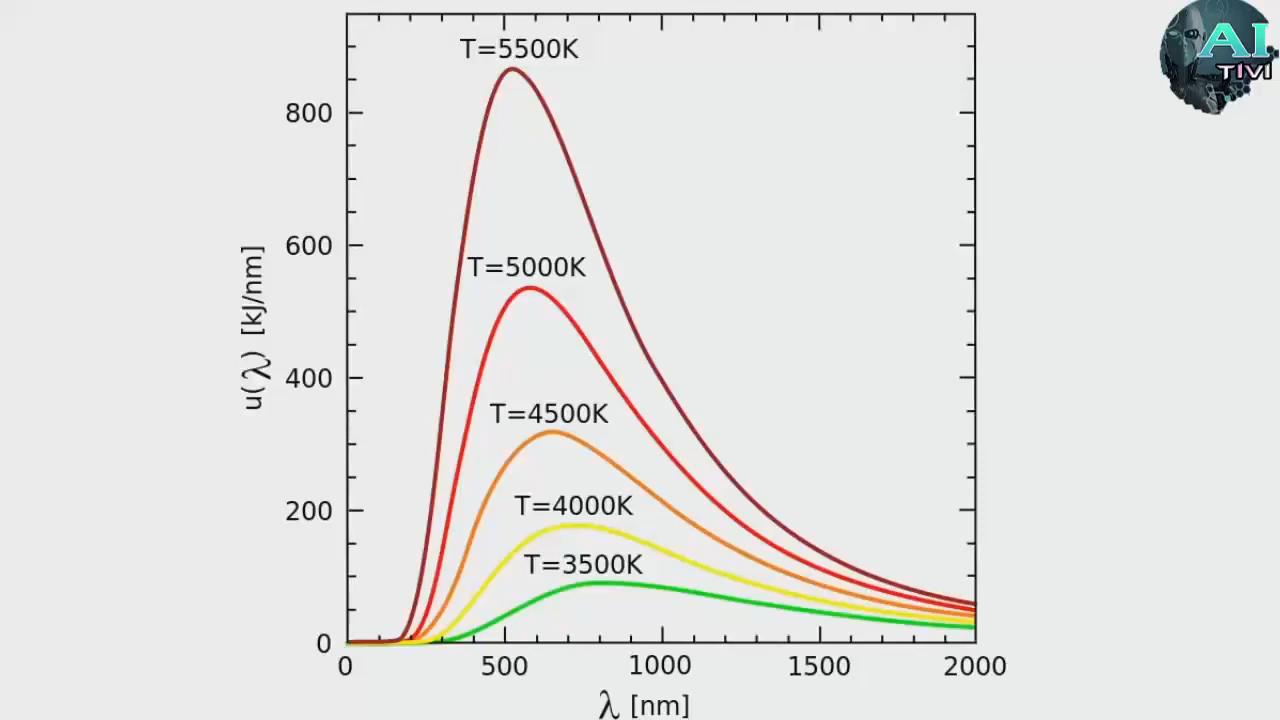 AI
TIVI
T=5500K
T=5000K
T=4500K
T=4000K
T=3500K
800
600
400
200
0
u(λ) [kJ/nm]
0 500 1000 1500 2000
λ [nm]